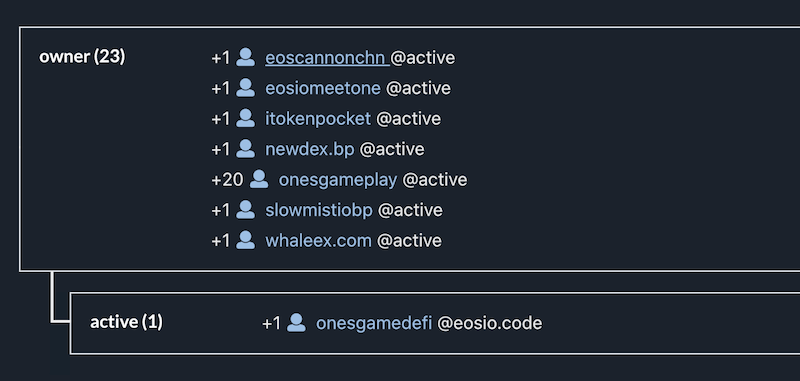 owner (23) +1 eoscannonchn @active
+1 eosiomeetone @active
+1 itokenpocket @active
+1 newdex.bp @active
+20 onesgameplay @active
+1 slowmistiobp @active
+1 whaleex.com @active
active (1) +1 onesgamedefi @eosio.code